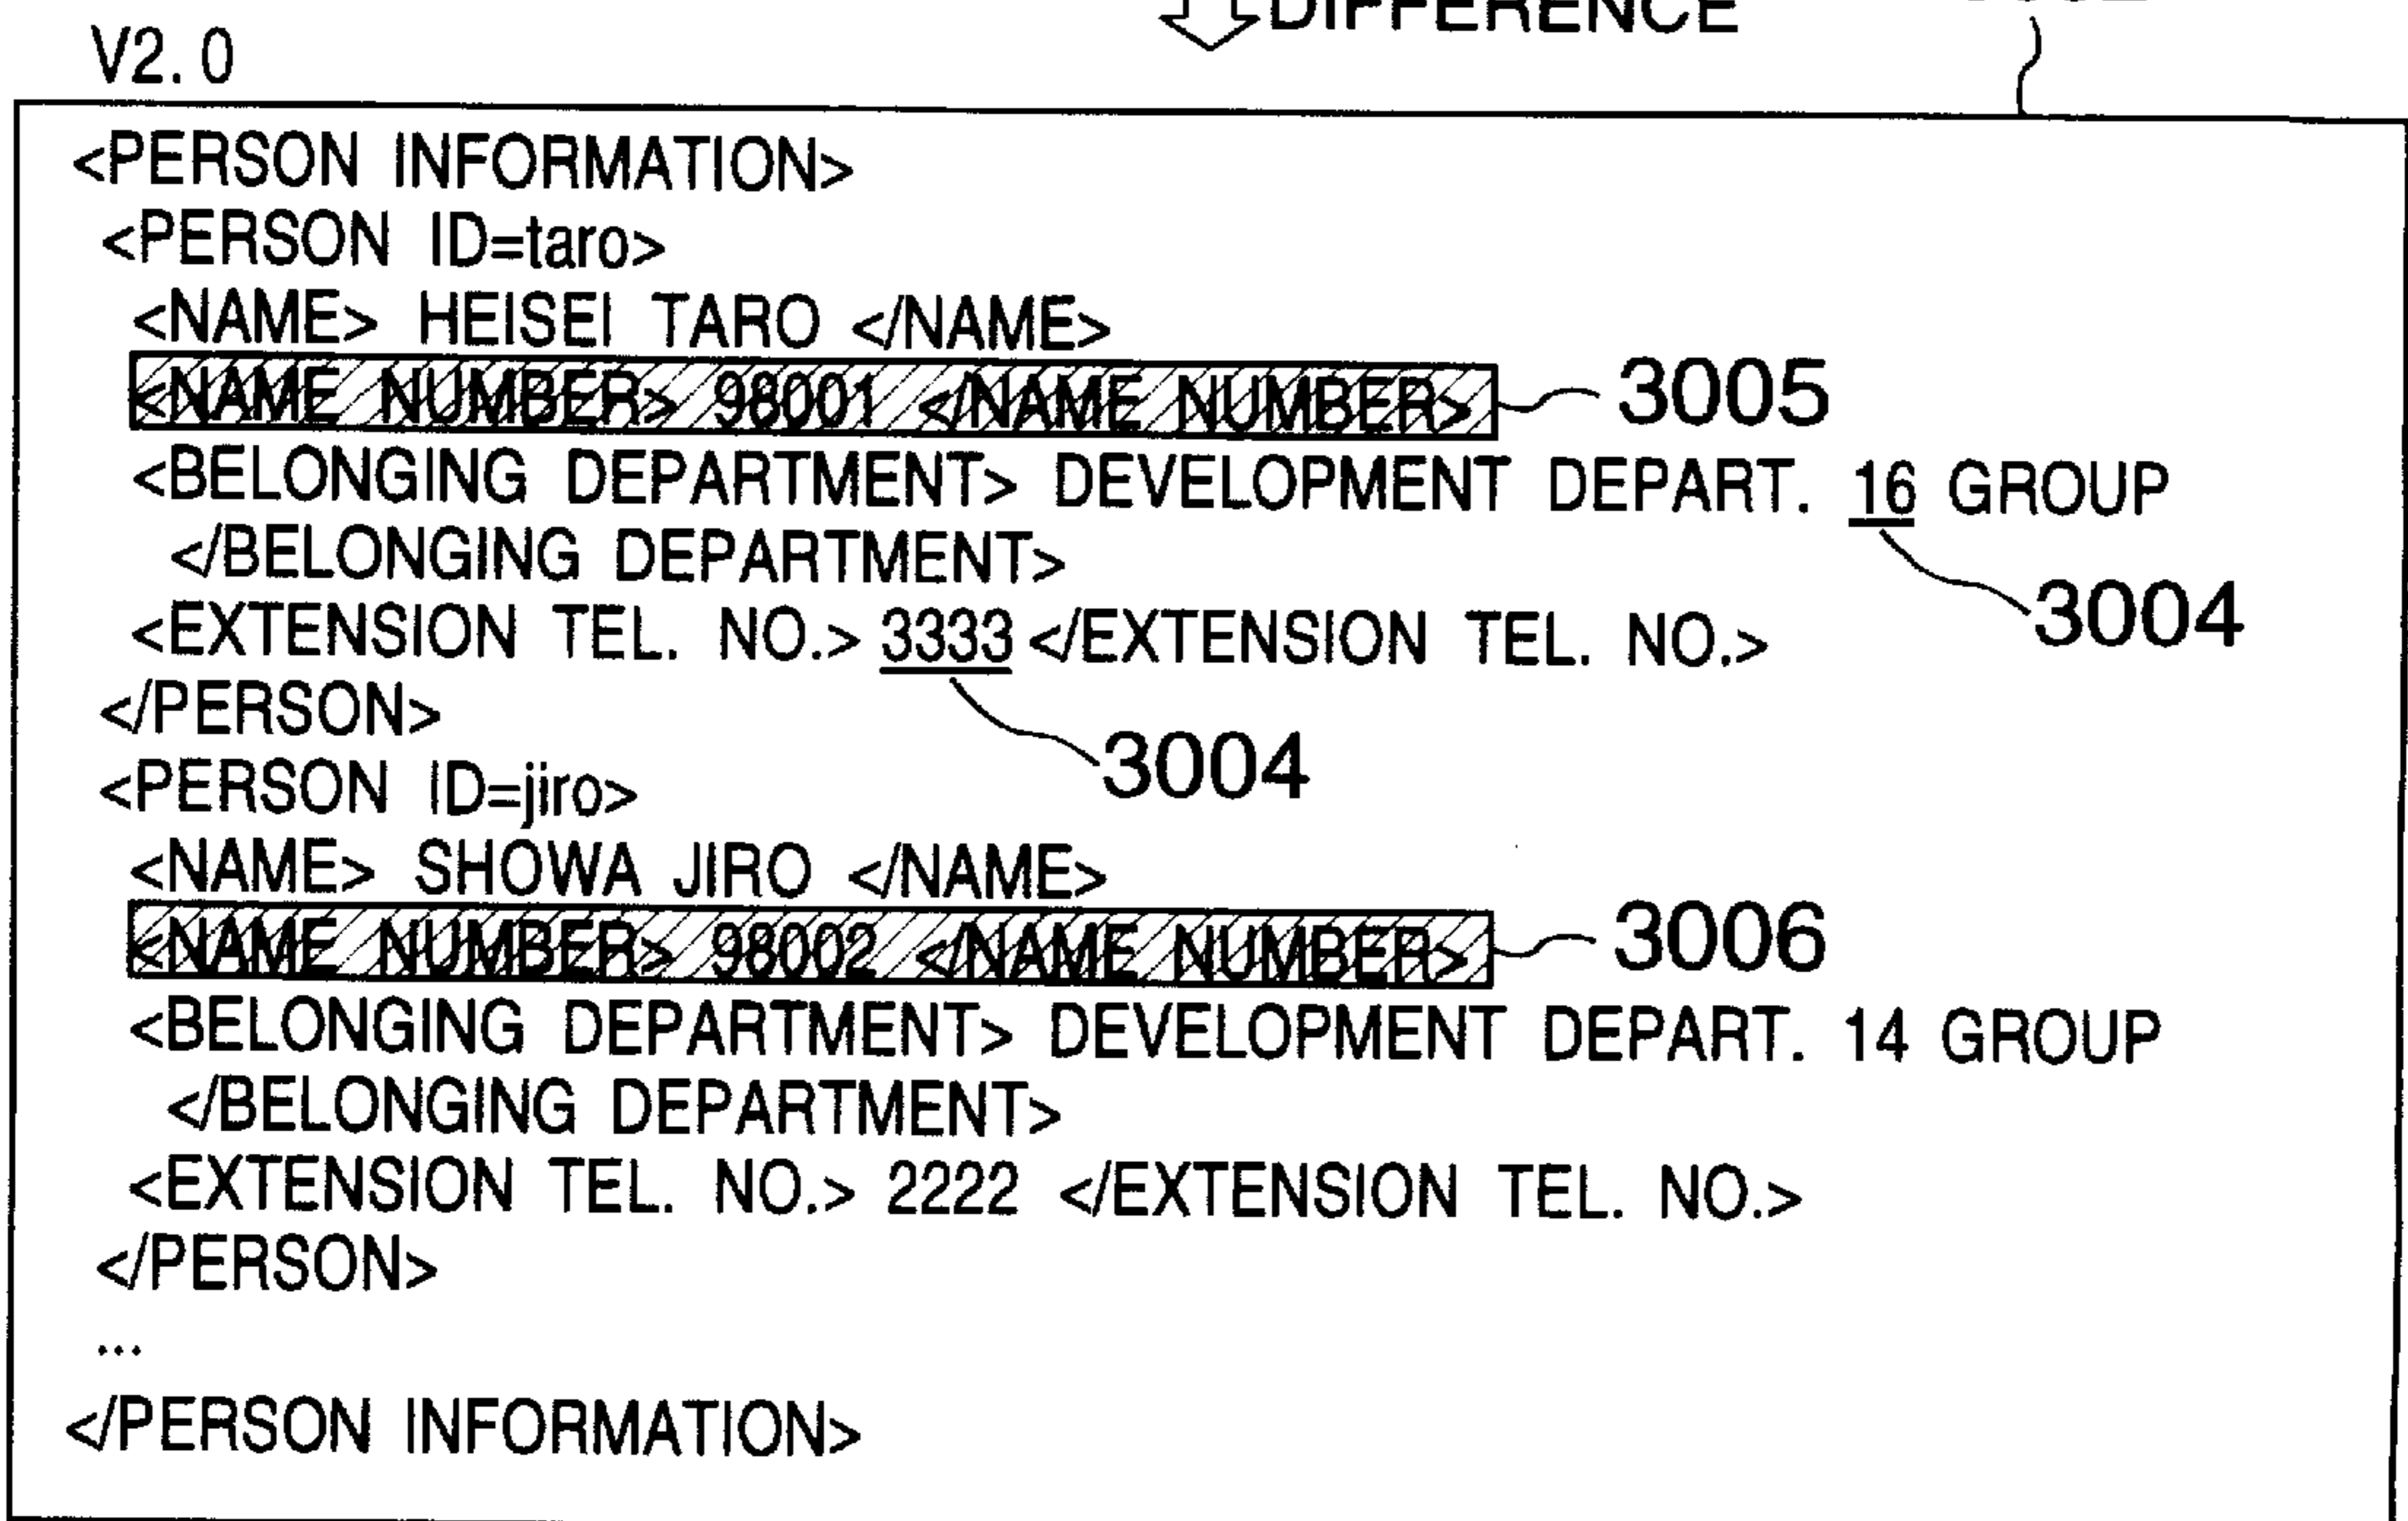 DIFFERENCE
V2. 0
<PERSON INFORMATION>
<PERSON ID=taro>
<NAME> HEISEI TARO </NAME>
<NAME NUMBER> 98001 </NAME NUMBER> 3005
<BELONGING DEPARTMENT> DEVELOPMENT DEPART. 16 GROUP
</BELONGING DEPARTMENT>
3004
<EXTENSION TEL. NO.> 3333 </EXTENSION TEL. NO.>
</PERSON>
3004
<PERSON ID=jiro>
<NAME> SHOWA JIRO </NAME>
<NAME NUMBER> 98002 </NAME NUMBER> 3006
<BELONGING DEPARTMENT> DEVELOPMENT DEPART. 14 GROUP
</BELONGING DEPARTMENT>
<EXTENSION TEL. NO.> 2222 </EXTENSION TEL. NO.>
</PERSON>
...
</PERSON INFORMATION>